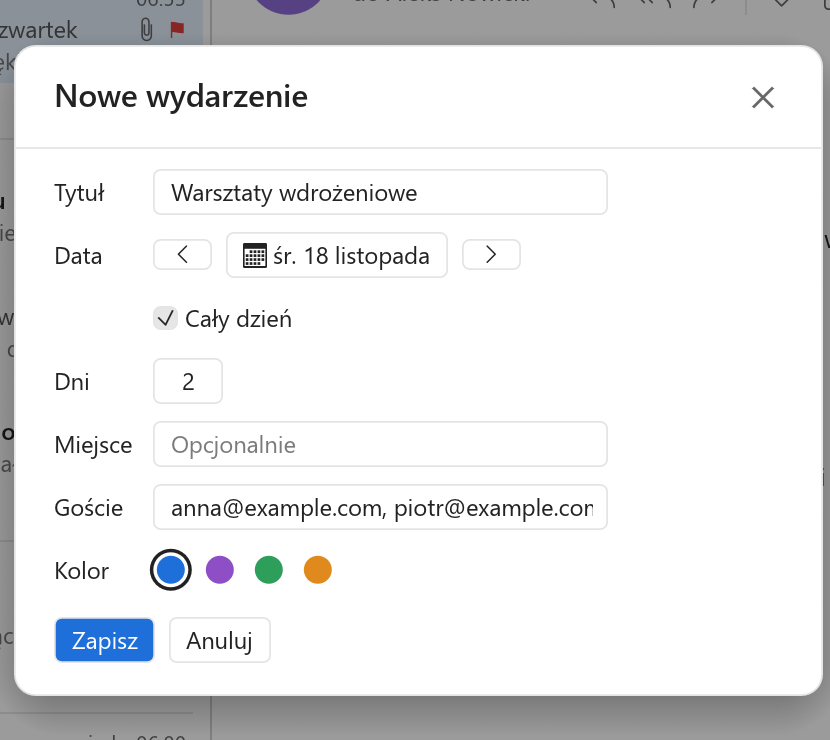 Nowe wydarzenie
Tytuł Warsztaty wdrożeniowe
Data śr. 18 listopada
Cały dzień
Dni 2
Miejsce Opcjonalnie
Goście anna@example.com, piotr@example.com
Kolor
Zapisz Anuluj